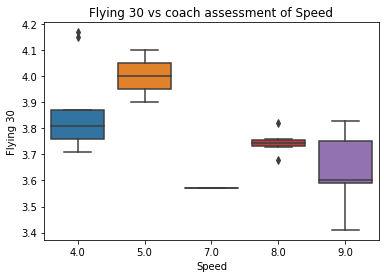 Flying 30 vs coach assessment of Speed
4.2
4.1
4.0
3.9
3.8
3.7
3.6
3.5
3.4
Flying 30
4.0 5.0 7.0 8.0 9.0
Speed